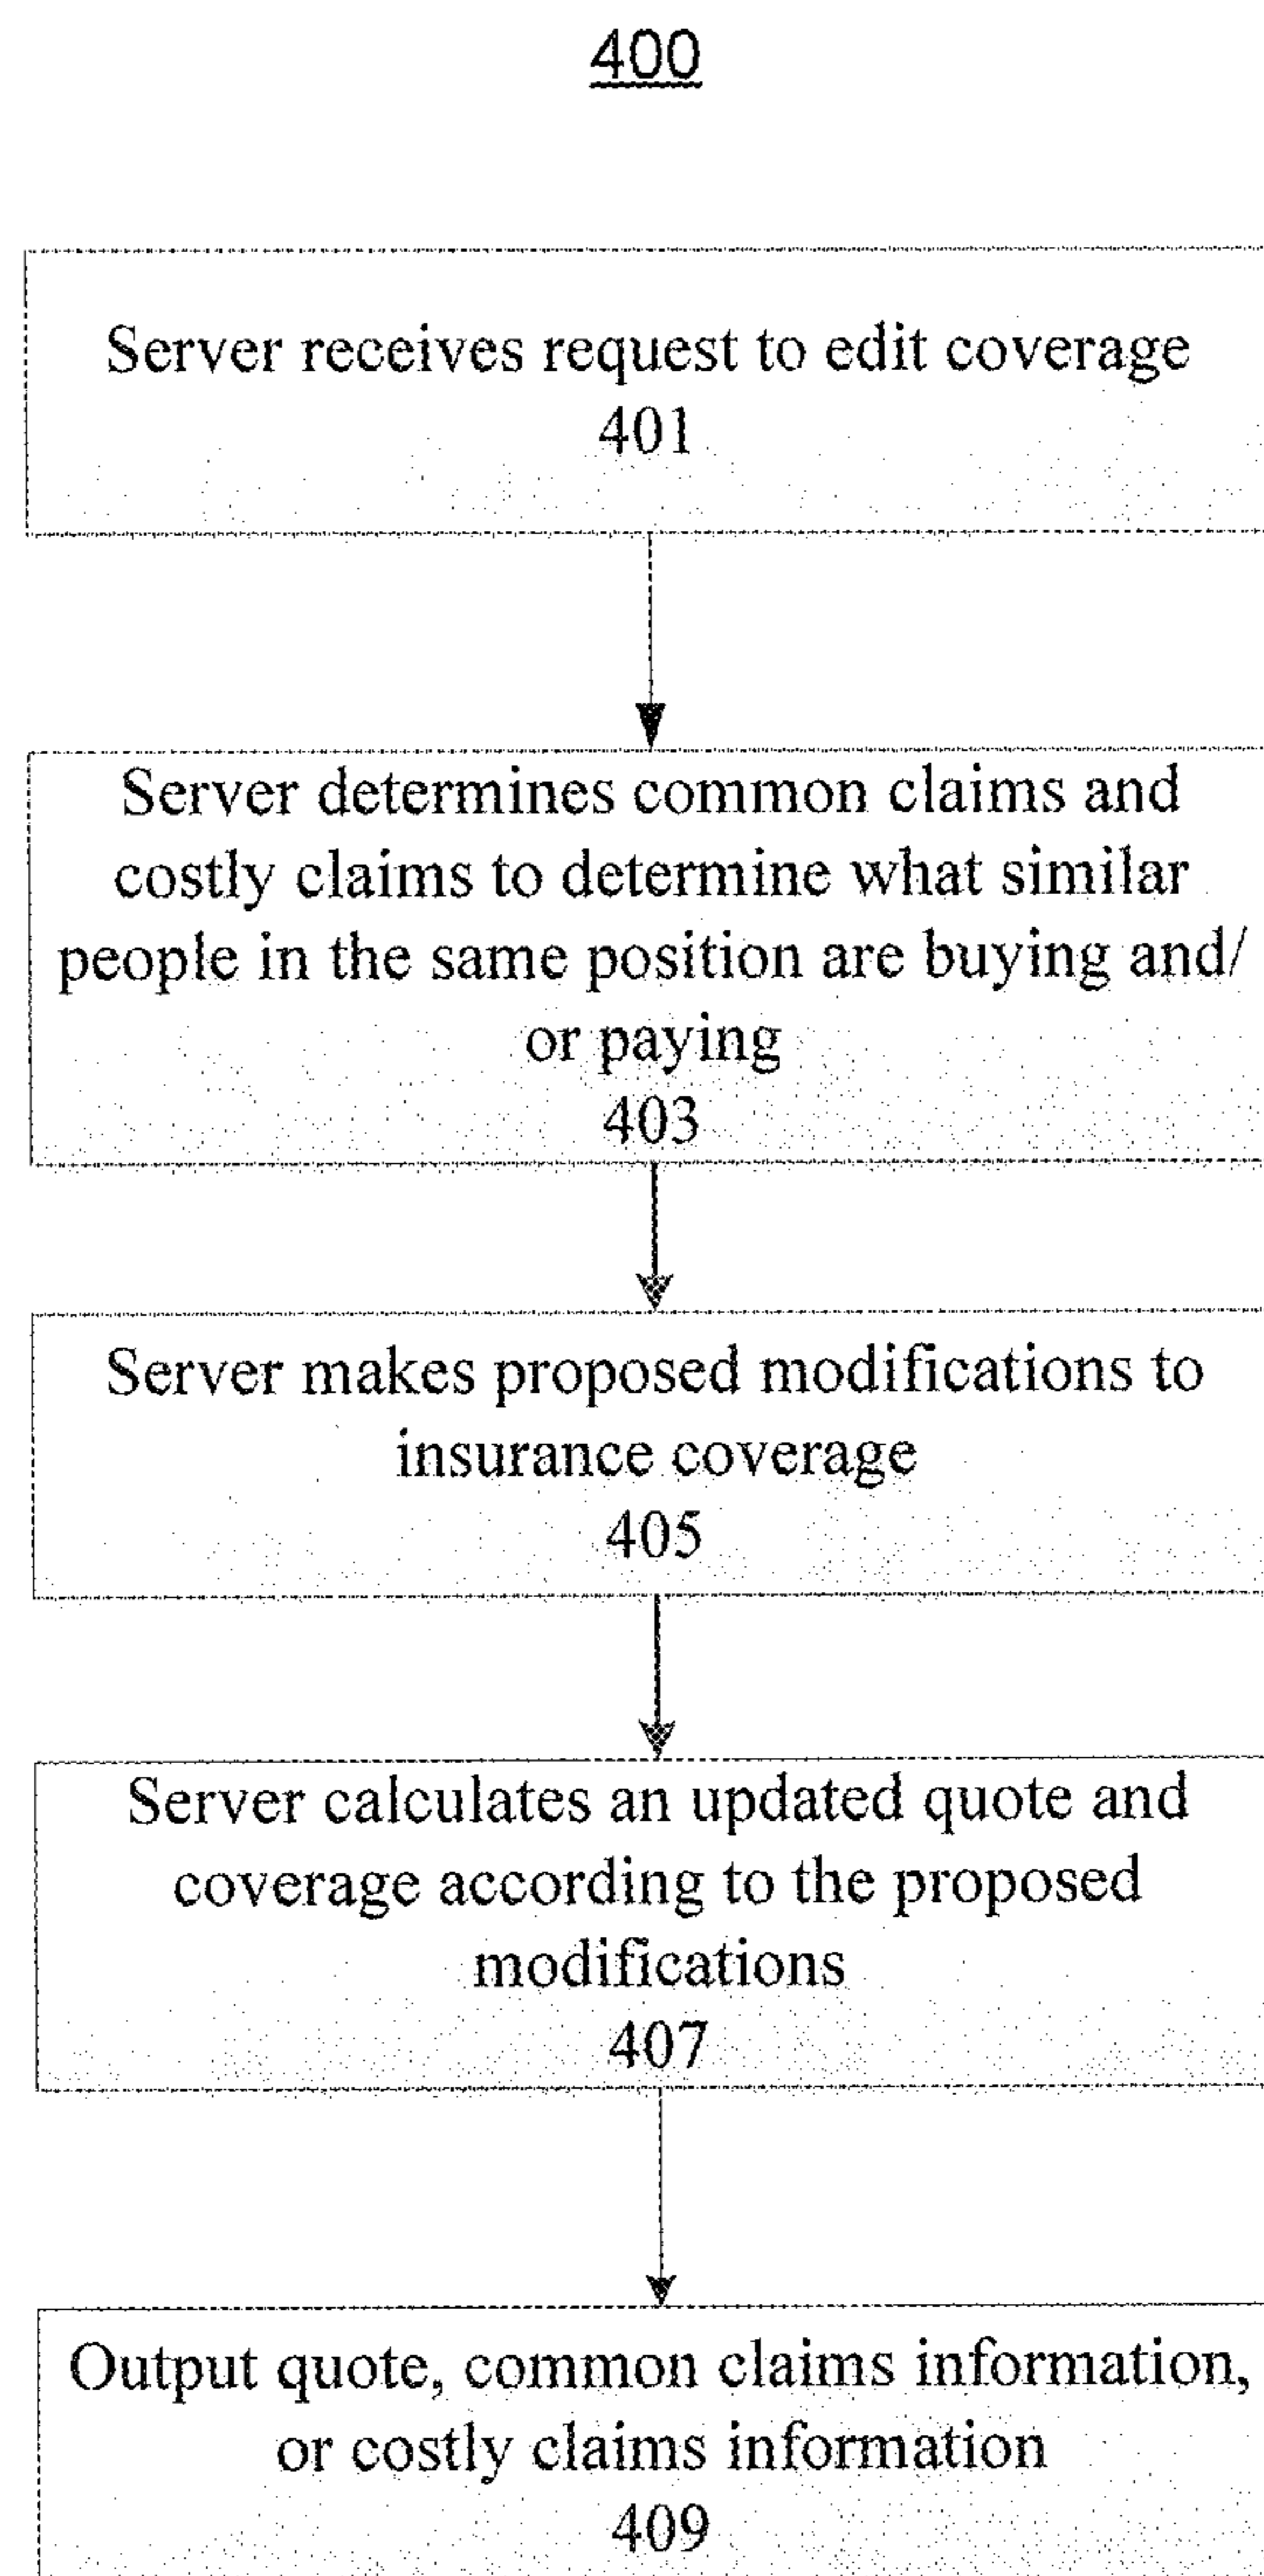 400
Server receives request to edit coverage
401
Server determines common claims and
costly claims to determine what similar
people in the same position are buying and/
or paying
403
Server makes proposed modifications to
insurance coverage
405
Server calculates an updated quote and
coverage according to the proposed
modifications
407
Output quote, common claims information,
or costly claims information
409